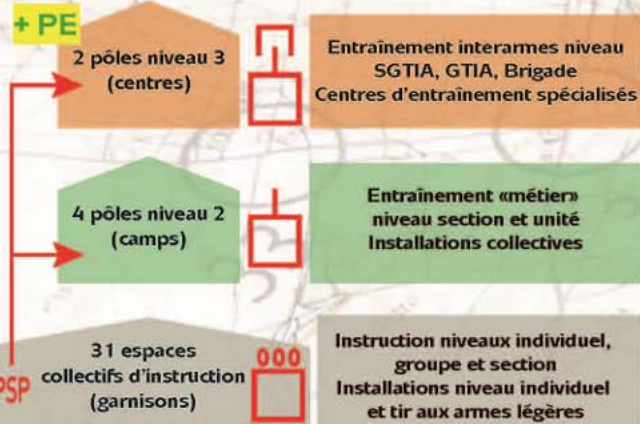 + PE
2 pôles niveau 3
(centres)
Entraînement interarmes niveau
SGTIA, GTIA, Brigade
Centres d'entraînement spécialisés
4 pôles niveau 2
(camps)
Entraînement «métier»
niveau section et unité
Installations collectives
PSP
31 espaces
collectifs d'instruction
(garnisons)
000
Instruction niveaux individuel,
groupe et section
Installations niveau individuel
et tir aux armes légères